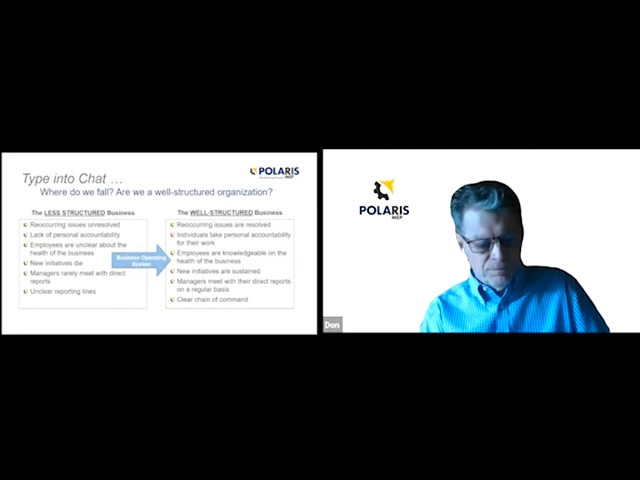 Type into Chat ...
POLARIS
MEP
Where do we fall? Are we a well-structured organization?
The LESS STRUCTURED Business
Reoccurring issues unresolved
Lack of personal accountability
Employees are unclear about the
health of the business
New initiatives die
Managers rarely meet with direct
reports
Unclear reporting lines
Business Operating
System
The WELL-STRUCTURED Business
Reoccurring issues are resolved
Individuals take personal accountability
for their work
Employees are knowledgeable on the
health of the business
New initiatives are sustained
Managers meet with their direct reports
on a regular basis
Clear chain of command
POLARIS
MEP
Don